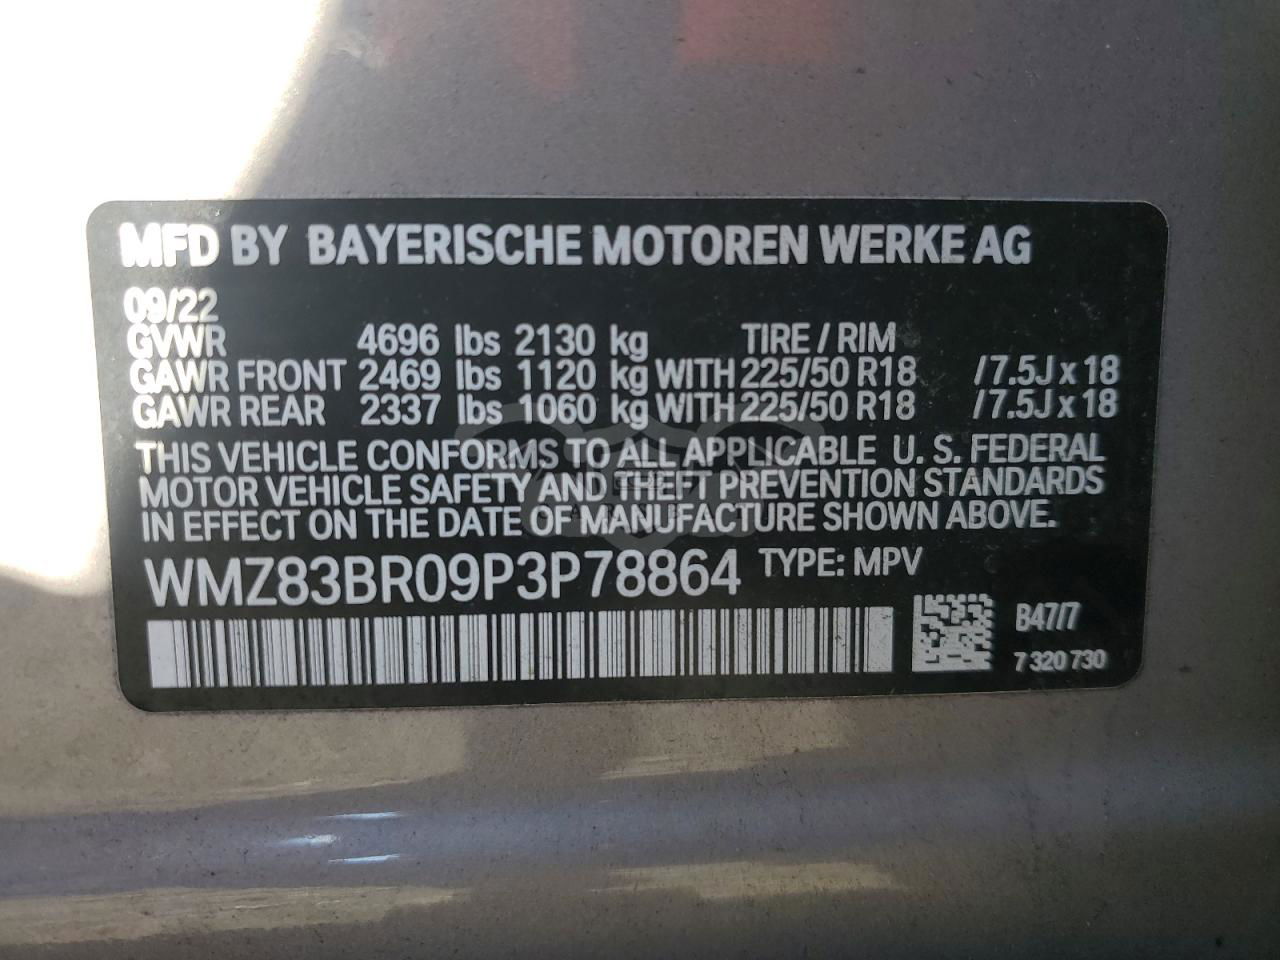 MFD BY BAYERISCHE MOTOREN WERKE AG
09/22
GVWR 4696 lbs 2130 kg TIRE / RIM
GAWR FRONT 2469 lbs 1120 kg WITH 225/50 R18 /7.5J x 18
GAWR REAR 2337 lbs 1060 kg WITH 225/50 R18 /7.5J x 18
THIS VEHICLE CONFORMS TO ALL APPLICABLE U. S. FEDERAL
MOTOR VEHICLE SAFETY AND THEFT PREVENTION STANDARDS
IN EFFECT ON THE DATE OF MANUFACTURE SHOWN ABOVE.
WMZ83BR09P3P78864 TYPE: MPV
B47/7
7 320 730